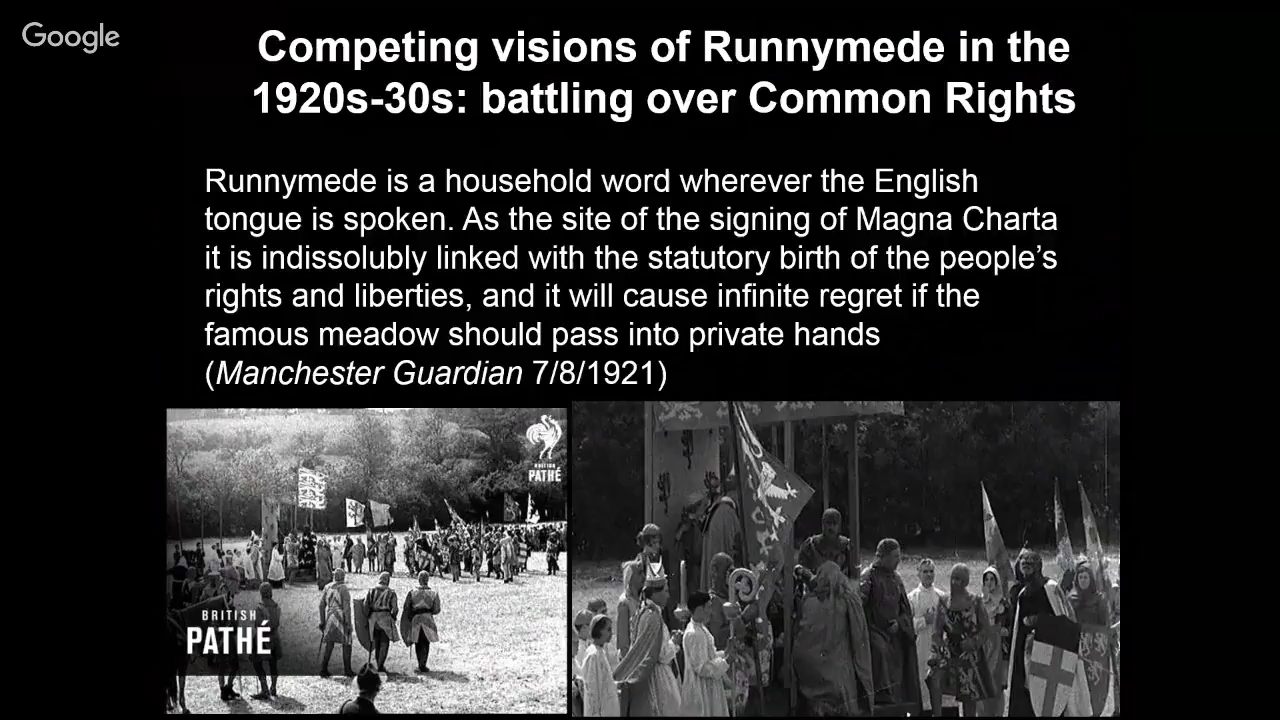 Google
Competing visions of Runnymede in the
1920s-30s: battling over Common Rights
Runnymede is a household word wherever the English
tongue is spoken. As the site of the signing of Magna Charta
it is indissolubly linked with the statutory birth of the people’s
rights and liberties, and it will cause infinite regret if the
famous meadow should pass into private hands
(Manchester Guardian 7/8/1921)
BRITISH
PATHÉ
BRITISH
PATHÉ